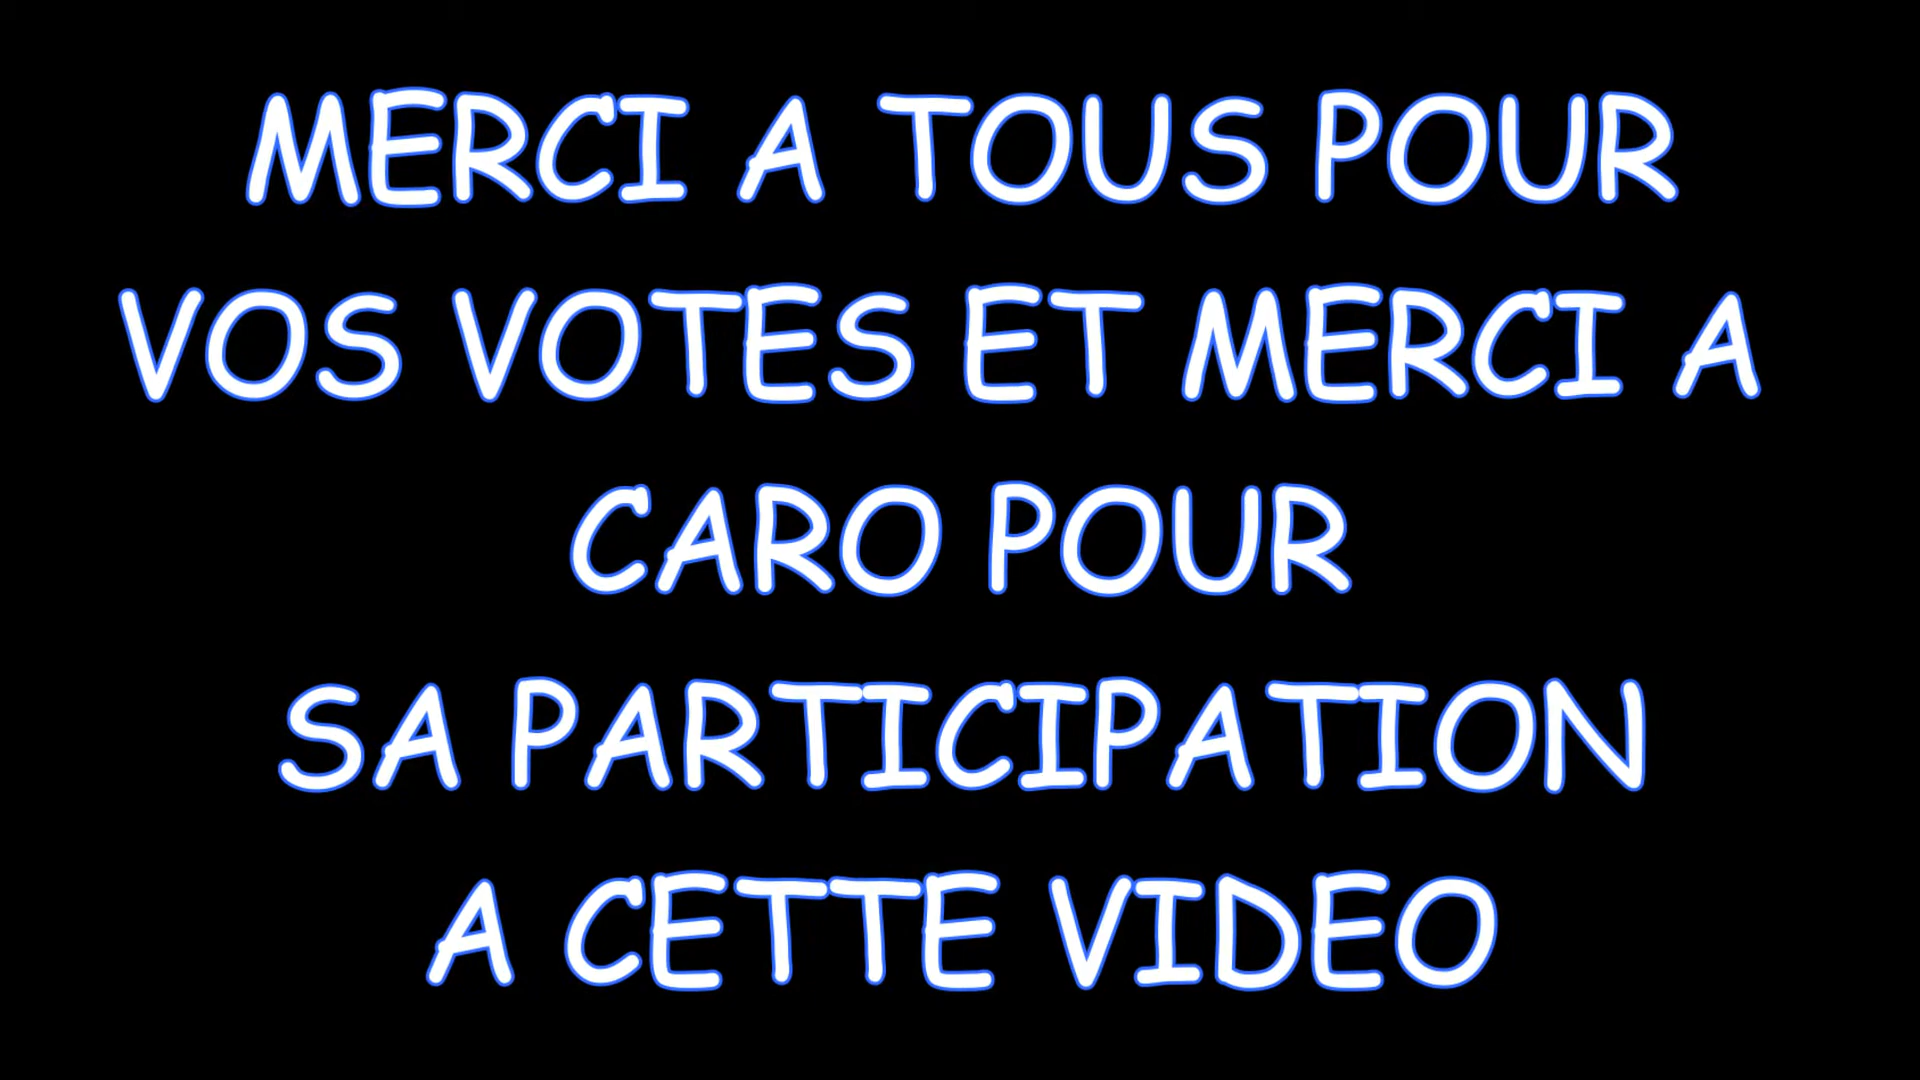 MERCI A TOUS POUR
VOS VOTES ET MERCI A
CARO POUR
SA PARTICIPATION
A CETTE VIDEO